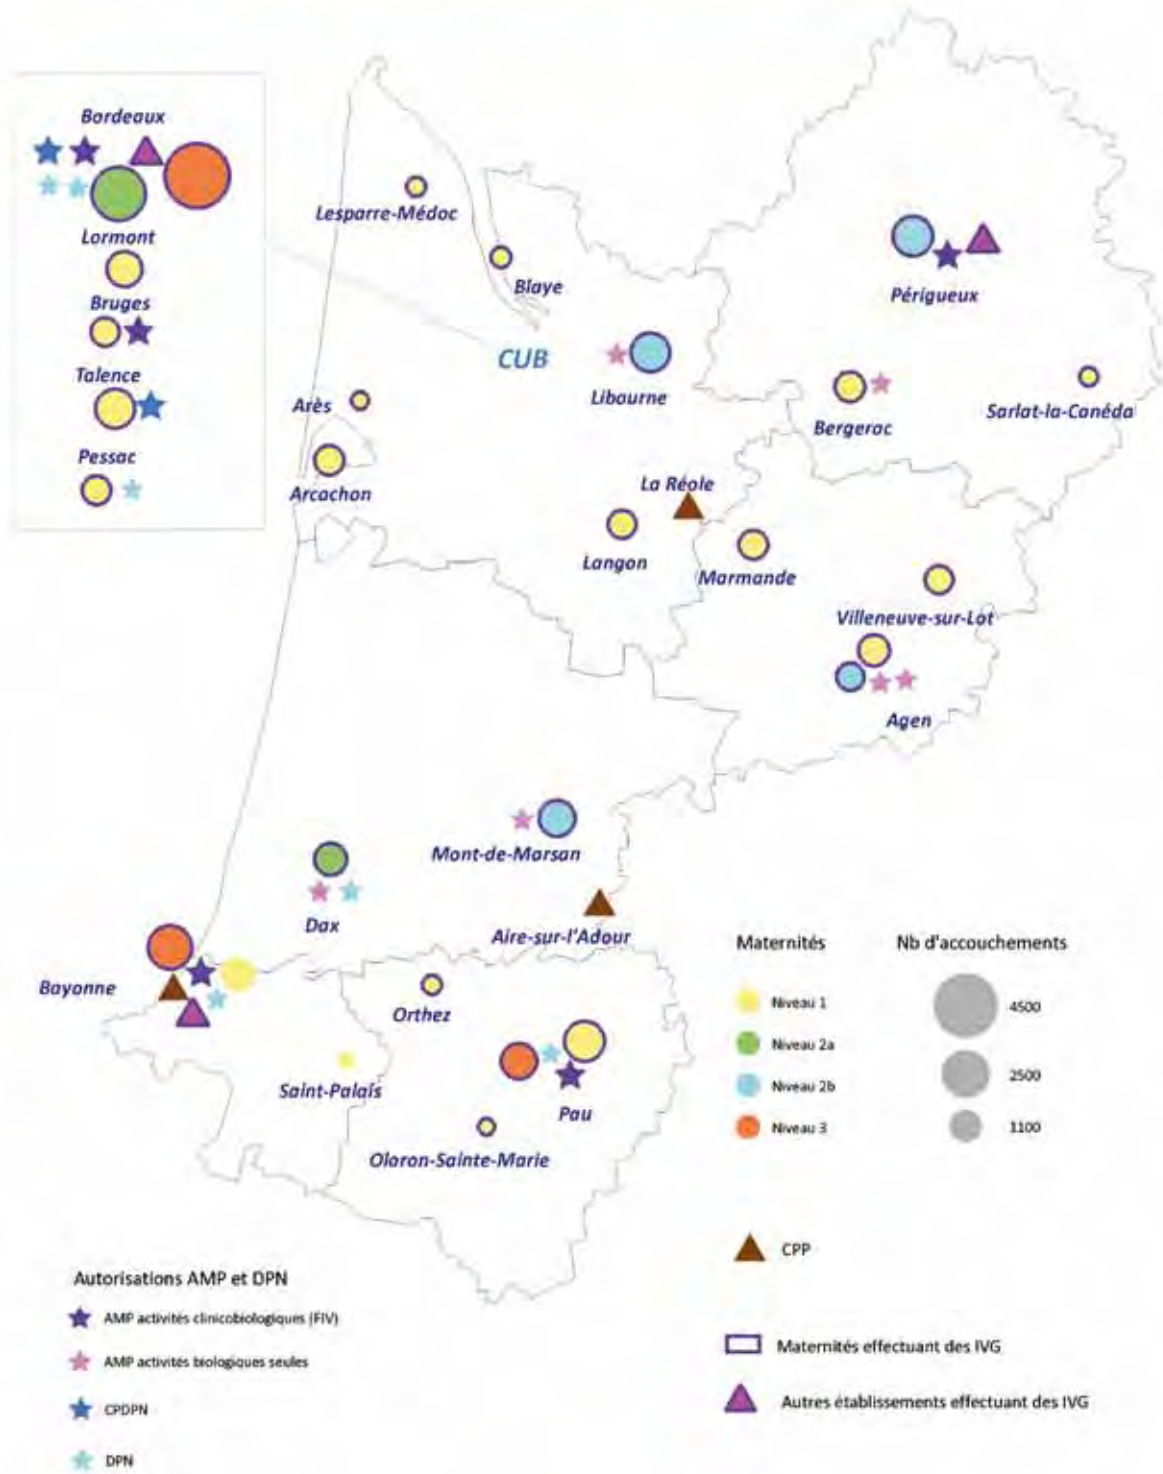 Bordeaux
Lormont
Bruges
Talence
Pessac
Lesparre-Médoc
Blaye
CUB
Périgueux
Libourne
Arès
Bergerac
Sarlat-la-Canéda
Arcachon
La Réole
Langon
Marmande
Villeneuve-sur-Lot
Agen
Mont-de-Marsan
Dax
Aire-sur-l'Adour
Bayonne
Orthez
Saint-Palais
Pau
Oloron-Sainte-Marie
Maternités
Niveau 1
Niveau 2a
Niveau 2b
Niveau 3
Nb d'accouchements
4500
2500
1100
CPP
Maternités effectuant des IVG
Autres établissements effectuant des IVG
Autorisations AMP et DPN
AMP activités clinicobiologiques (FIV)
AMP activités biologiques seules
CPDPN
DPN